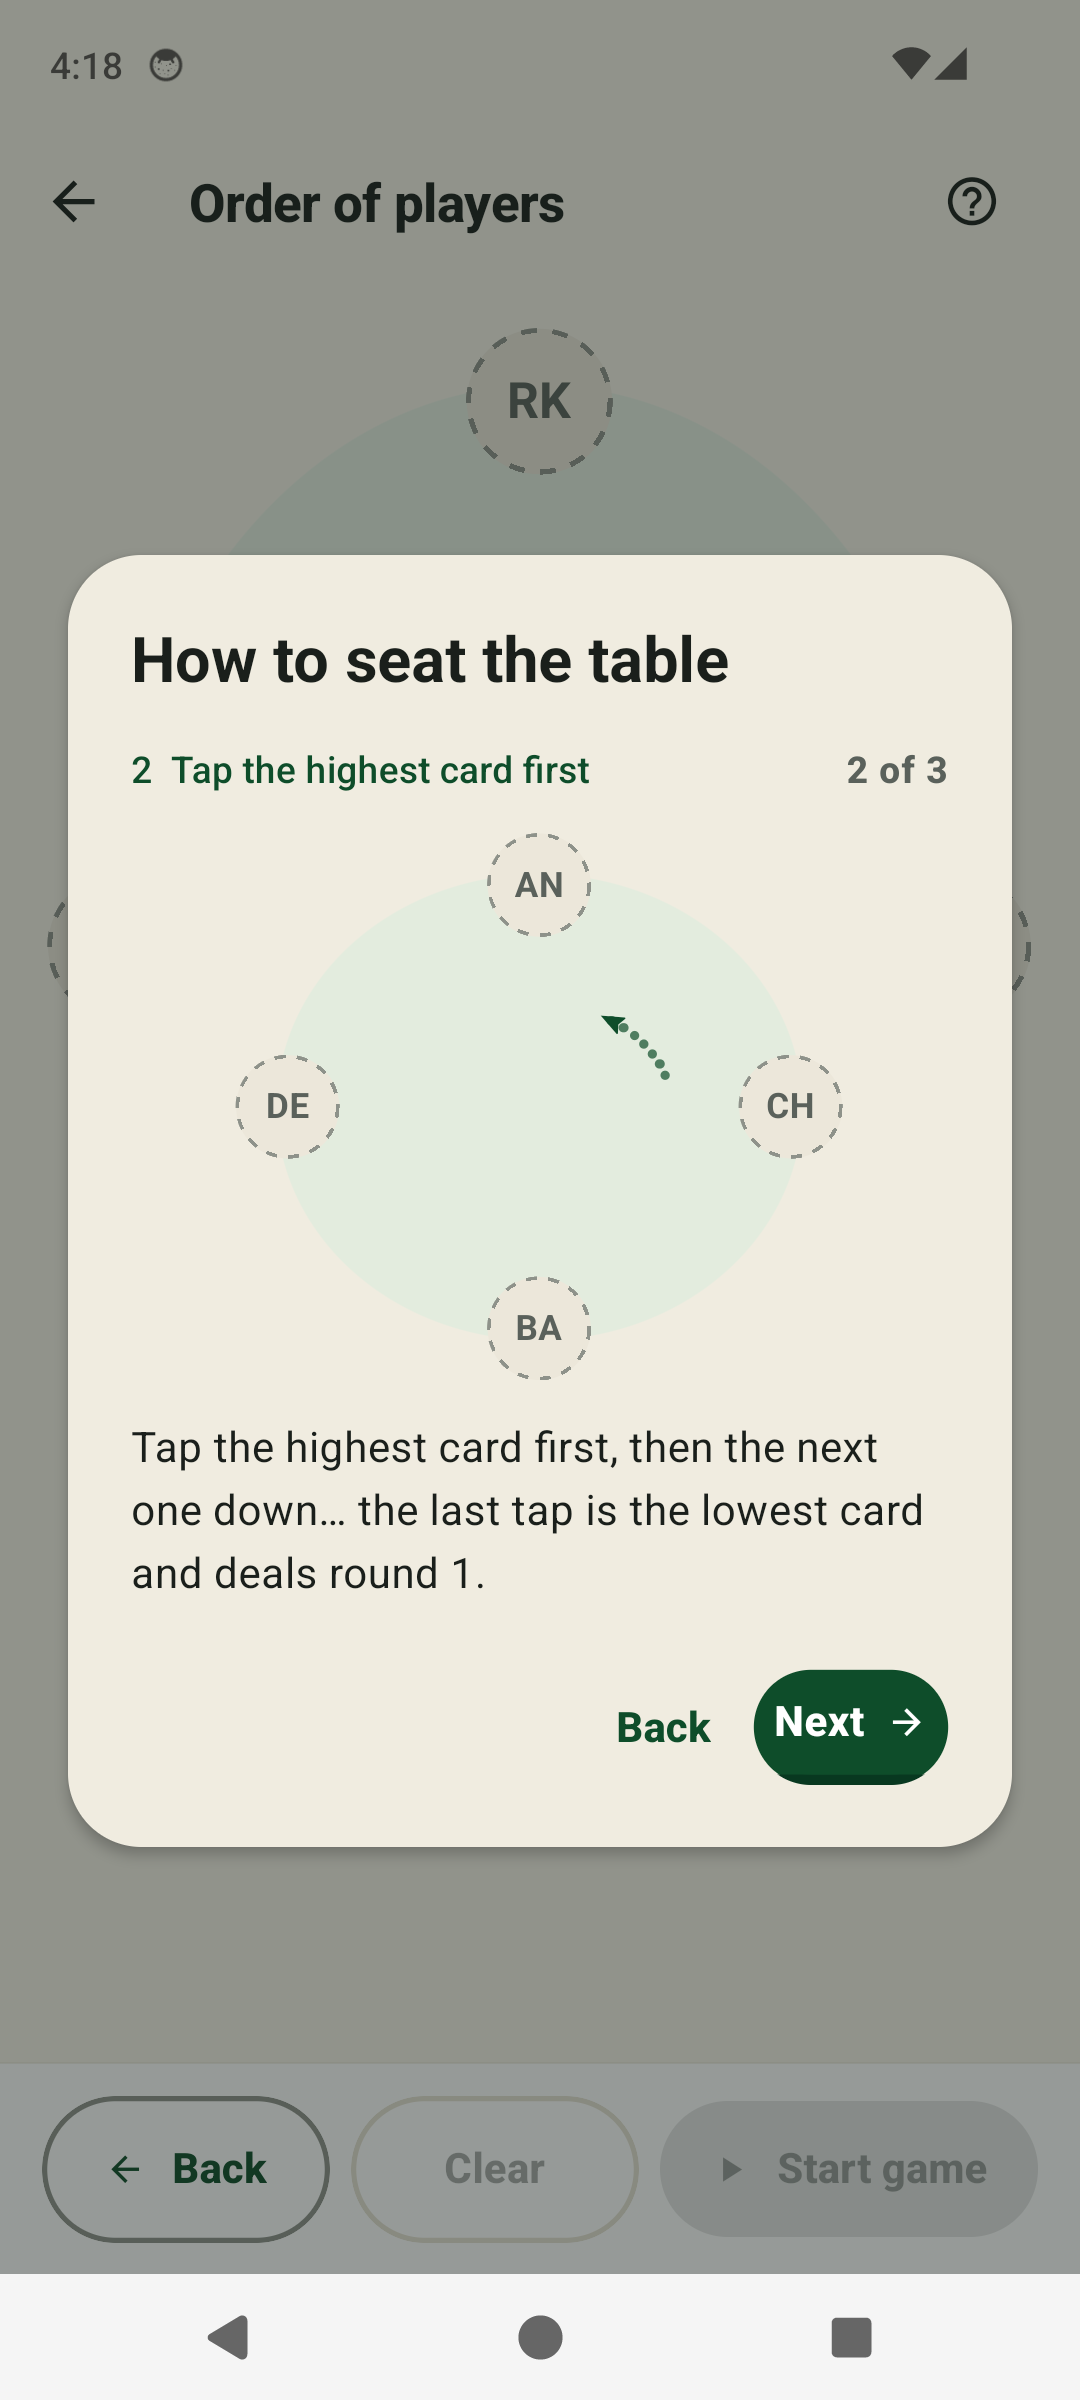 4:18
Order of players
RK
How to seat the table
2 Tap the highest card first
2 of 3
AN
DE
CH
BA
Tap the highest card first, then the next
one down… the last tap is the lowest card
and deals round 1.
Back
Next
Back
Clear
Start game